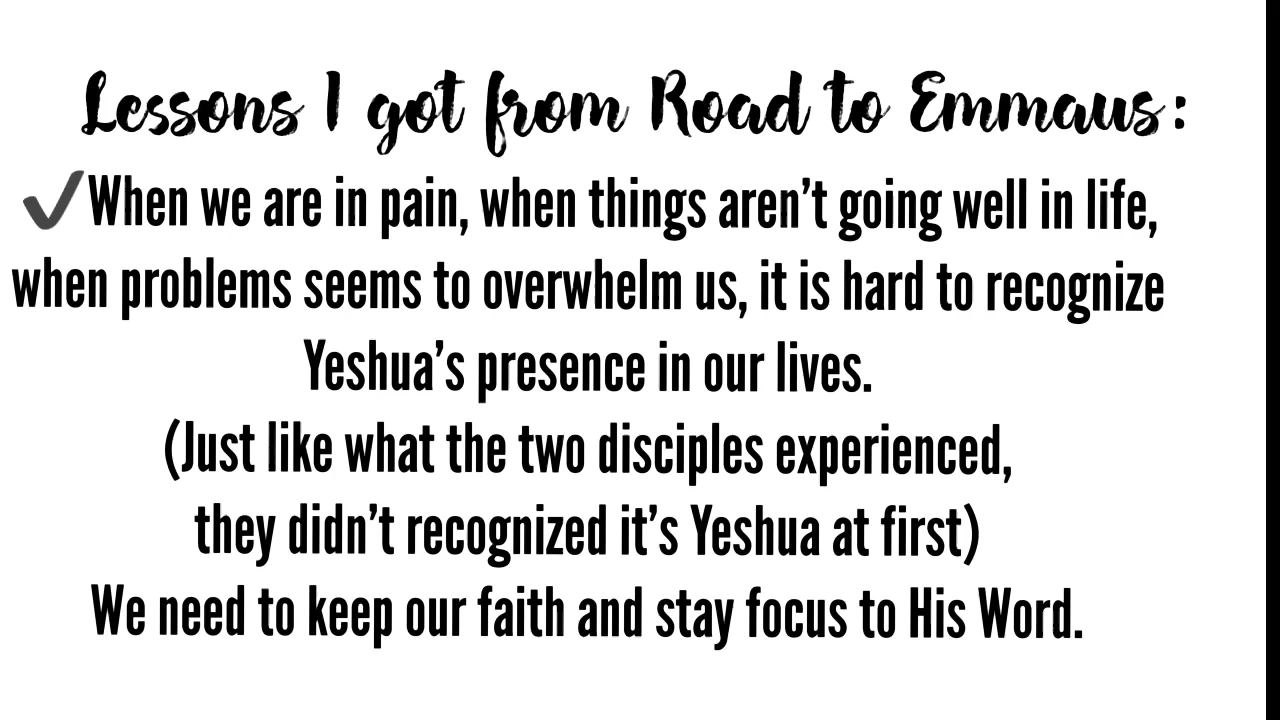 Lessons I got from Road to Emmaus:
✔When we are in pain, when things aren't going well in life,
when problems seems to overwhelm us, it is hard to recognize
Yeshua's presence in our lives.
(Just like what the two disciples experienced,
they didn't recognized it's Yeshua at first)
We need to keep our faith and stay focus to His Word.